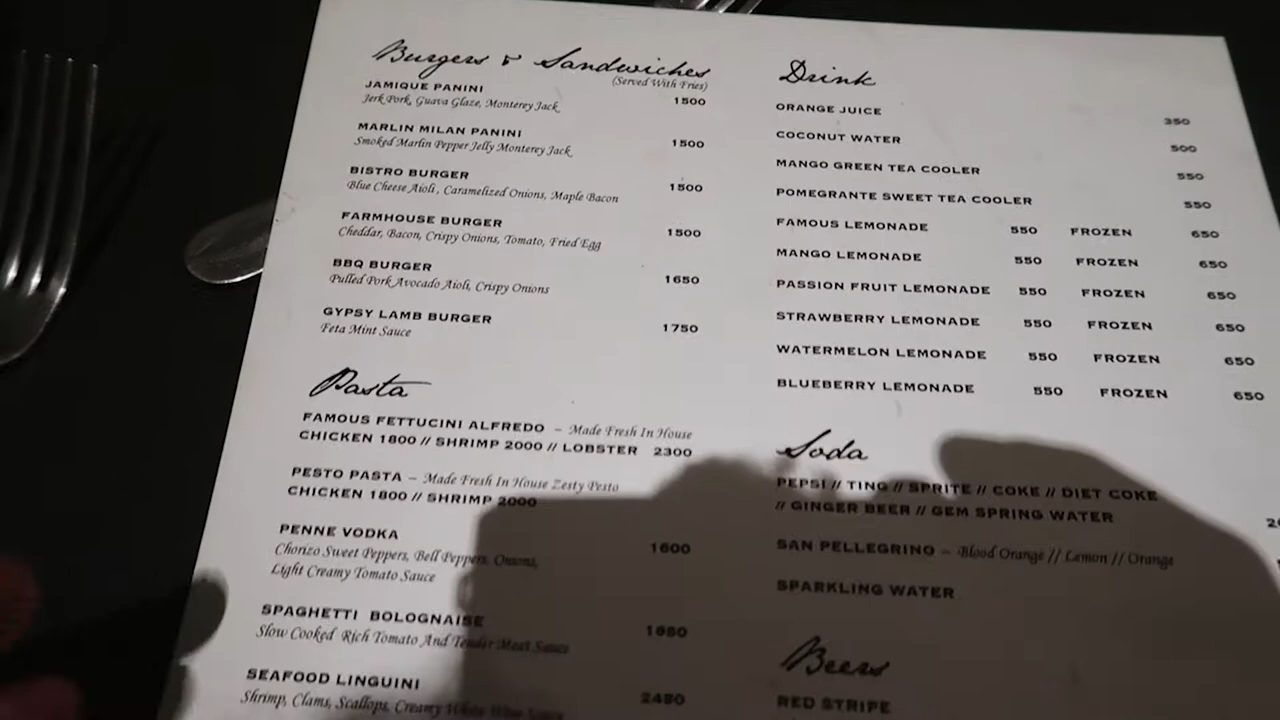 Burgers & Sandwiches
(Served With Fries)
JAMIQUE PANINI
Jerk Pork, Guava Glaze, Monterey Jack 1500
MARLIN MILAN PANINI
Smoked Marlin Pepper Jelly Monterey Jack 1500
BISTRO BURGER
Blue Cheese Aioli, Caramelized Onions, Maple Bacon 1500
FARMHOUSE BURGER
Cheddar, Bacon, Crispy Onions, Tomato, Fried Egg 1500
BBQ BURGER
Pulled Pork Avocado Aioli, Crispy Onions 1650
GYPSY LAMB BURGER
Feta Mint Sauce 1750
Pasta
FAMOUS FETTUCINI ALFREDO – Made Fresh In House
CHICKEN 1800 // SHRIMP 2000 // LOBSTER 2300
PESTO PASTA – Made Fresh In House Zesty Pesto
CHICKEN 1800 // SHRIMP 2000
PENNE VODKA
Chorizo Sweet Peppers, Bell Peppers, Onions, 1600
Light Creamy Tomato Sauce
SPAGHETTI BOLOGNAISE
Slow Cooked Rich Tomato And Tender Meat Sauce
SEAFOOD LINGUINI
Shrimp, Clams, Scallops, Creamy White Wine Sauce
Drink
ORANGE JUICE 350
COCONUT WATER 500
MANGO GREEN TEA COOLER 550
POMEGRANTE SWEET TEA COOLER 550
FAMOUS LEMONADE 550 FROZEN 650
MANGO LEMONADE 550 FROZEN 650
PASSION FRUIT LEMONADE 550 FROZEN 650
STRAWBERRY LEMONADE 550 FROZEN 650
WATERMELON LEMONADE 550 FROZEN 650
BLUEBERRY LEMONADE 550 FROZEN 650
Soda
PEPSI // TING // SPRITE // COKE // DIET COKE
// GINGER BEER // GEM SPRING WATER
SAN PELLEGRINO – Blood Orange // Lemon // Orange
SPARKLING WATER
Beers
RED STRIPE